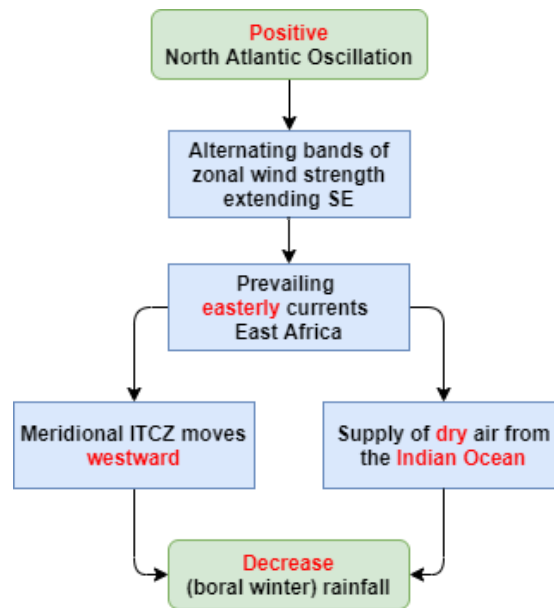 Positive
North Atlantic Oscillation
Alternating bands of
zonal wind strength
extending SE
Prevailing
easterly currents
East Africa
Meridional ITCZ moves
westward
Supply of dry air from
the Indian Ocean
Decrease
(boral winter) rainfall